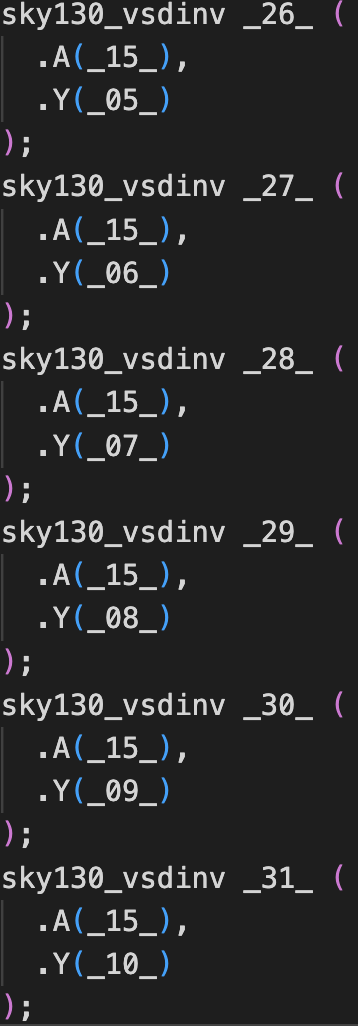 sky130_vsdinv _26_ (
  .A(_15_),
  .Y(_05_)
);
sky130_vsdinv _27_ (
  .A(_15_),
  .Y(_06_)
);
sky130_vsdinv _28_ (
  .A(_15_),
  .Y(_07_)
);
sky130_vsdinv _29_ (
  .A(_15_),
  .Y(_08_)
);
sky130_vsdinv _30_ (
  .A(_15_),
  .Y(_09_)
);
sky130_vsdinv _31_ (
  .A(_15_),
  .Y(_10_)
);